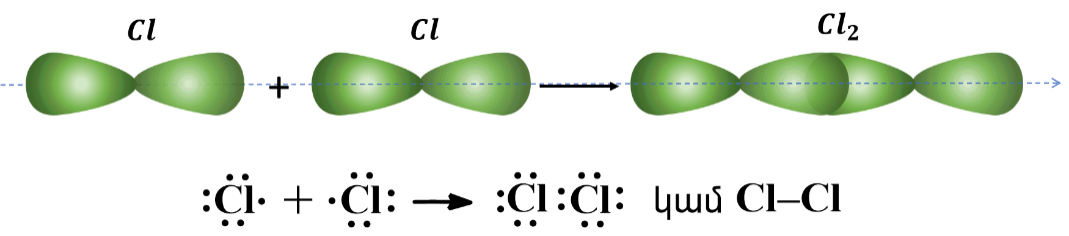 Cl Cl Cl₂
+
:C̈l· + ·C̈l: → :C̈l:C̈l: կամ Cl–Cl